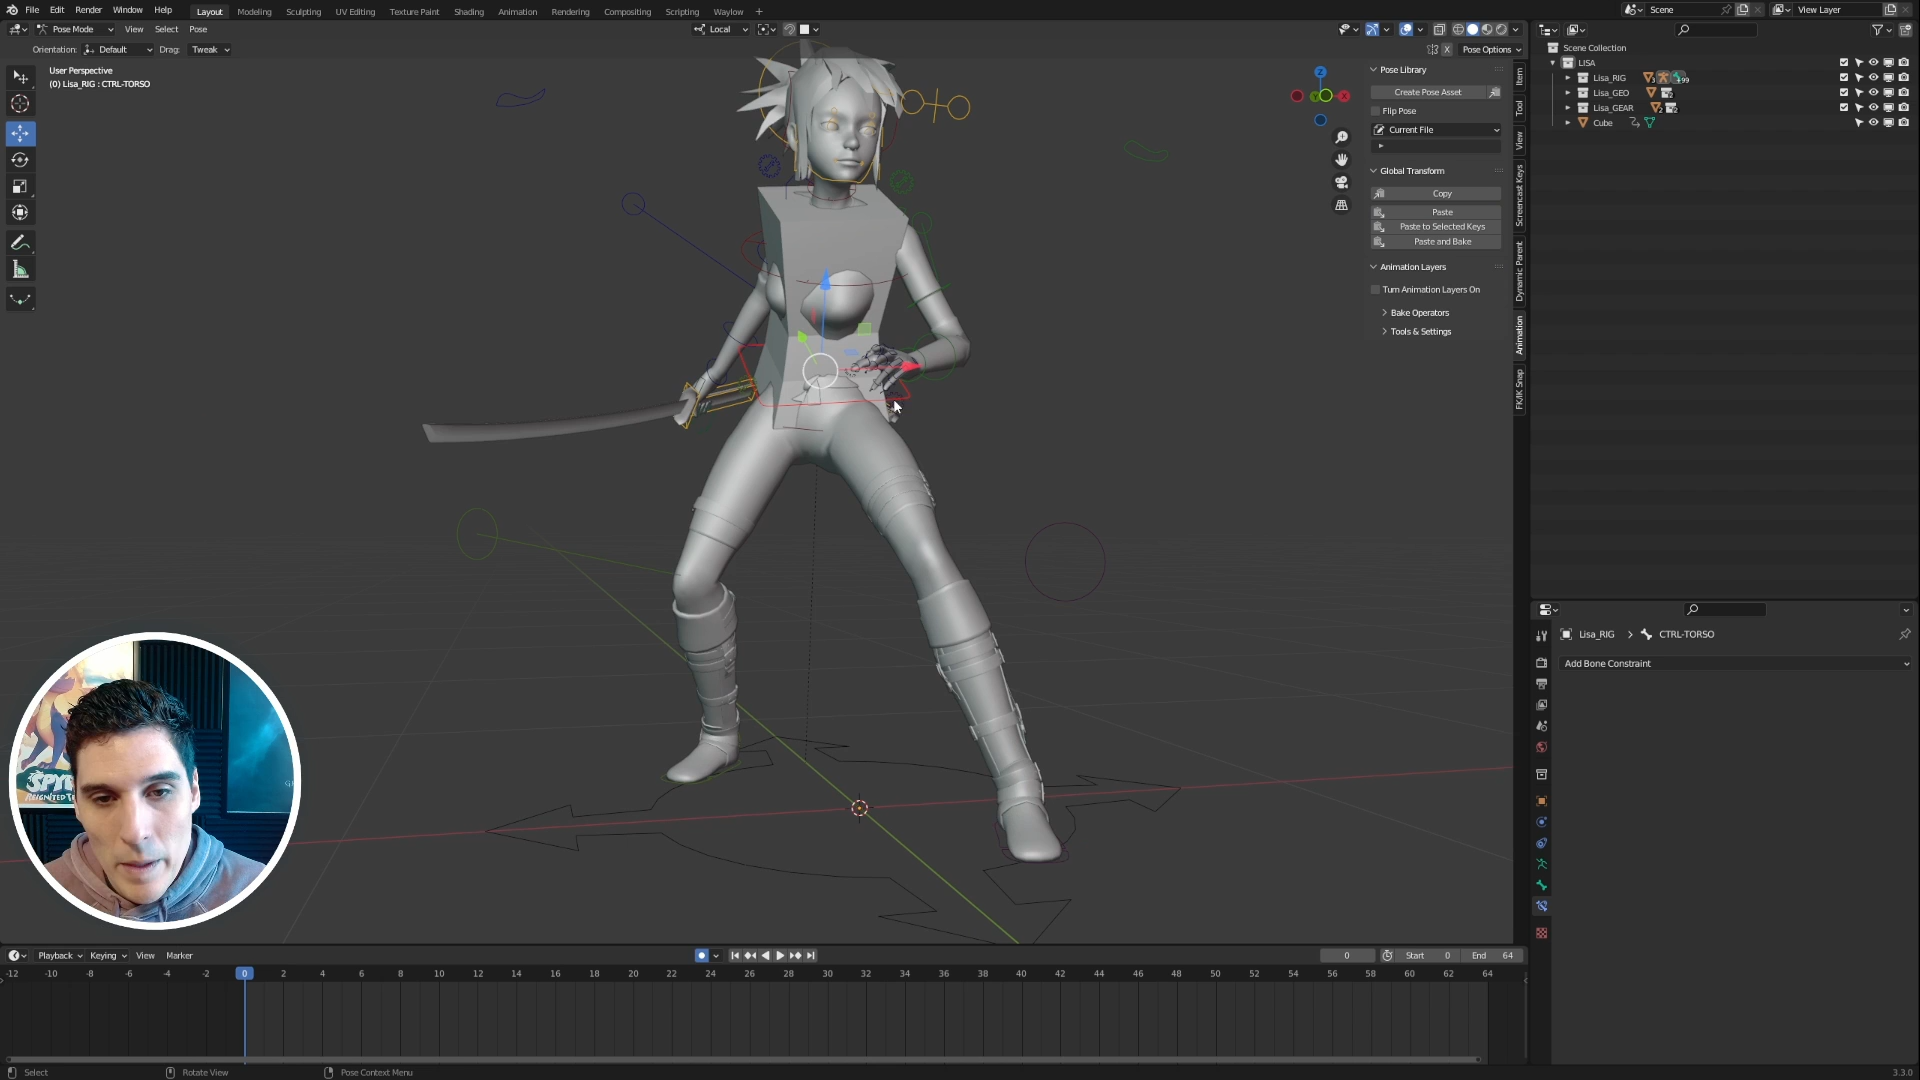 File Edit Render Window Help Layout Modeling Sculpting UV Editing Texture Paint Shading Animation Rendering Compositing Scripting Waylow + Scene View Layer
Pose Mode View Select Pose Local
Orientation: Default Drag: Tweak X Pose Options
User Perspective
(0) Lisa_RIG : CTRL-TORSO
Z
Y
X
Pose Library
Create Pose Asset
Flip Pose
Current File
Global Transform
Copy
Paste
Paste to Selected Keys
Paste and Bake
Animation Layers
Turn Animation Layers On
Bake Operators
Tools & Settings
Item
Tool
View
Screencast Keys
Dynamic Parent
Animation
FK/IK Snap
Scene Collection
LISA
Lisa_RIG
Lisa_GEO
Lisa_GEAR
Cube
Lisa_RIG > CTRL-TORSO
Add Bone Constraint
Playback Keying View Marker 0 Start 0 End 64
-12 -10 -8 -6 -4 -2 0 2 4 6 8 10 12 14 16 18 20 22 24 26 28 30 32 34 36 38 40 42 44 46 48 50 52 54 56 58 60 62 64
Select Rotate View Pose Context Menu 3.3.0